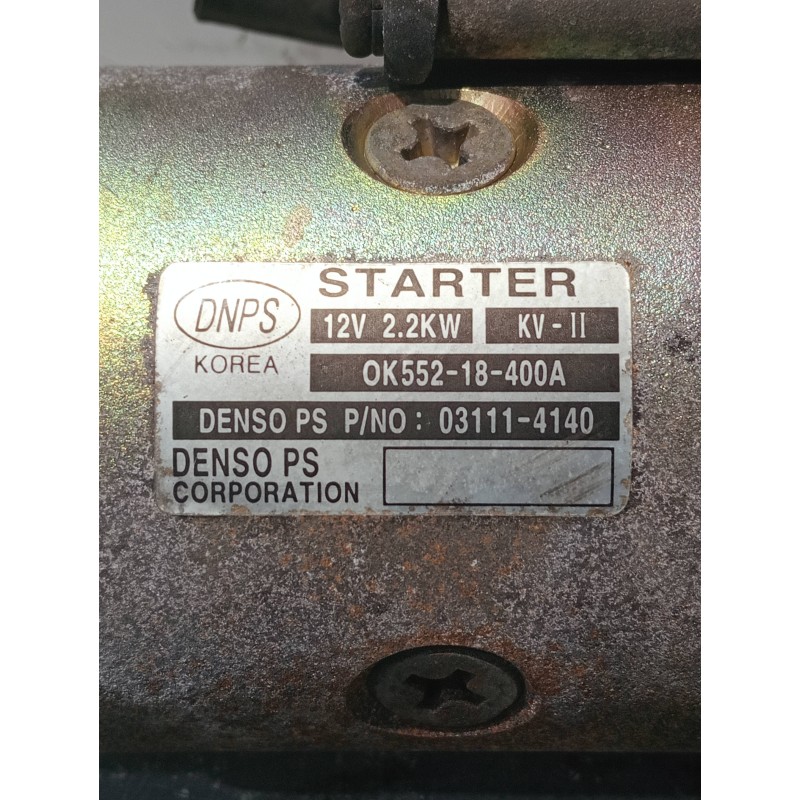 STARTER
DNPS
12V 2.2KW KV-II
KOREA
OK552-18-400A
DENSO PS P/NO: 03111-4140
DENSO PS
CORPORATION